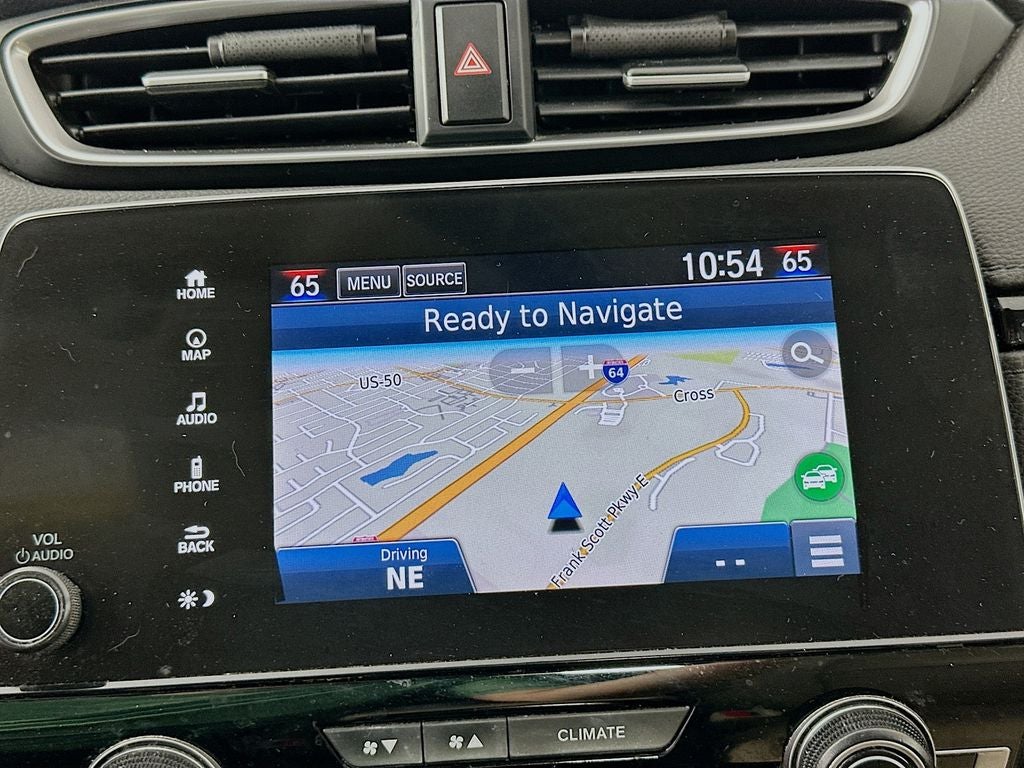 65 MENU SOURCE 10:54 65
Ready to Navigate
HOME
MAP
AUDIO
PHONE
BACK
VOL
AUDIO
US-50
64
Cross
Frank Scott Pkwy E
Driving
NE
--
CLIMATE